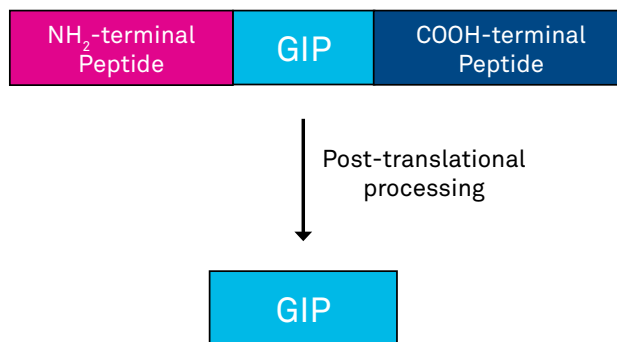 NH₂-terminal
Peptide
GIP
COOH-terminal
Peptide
Post-translational
processing
GIP